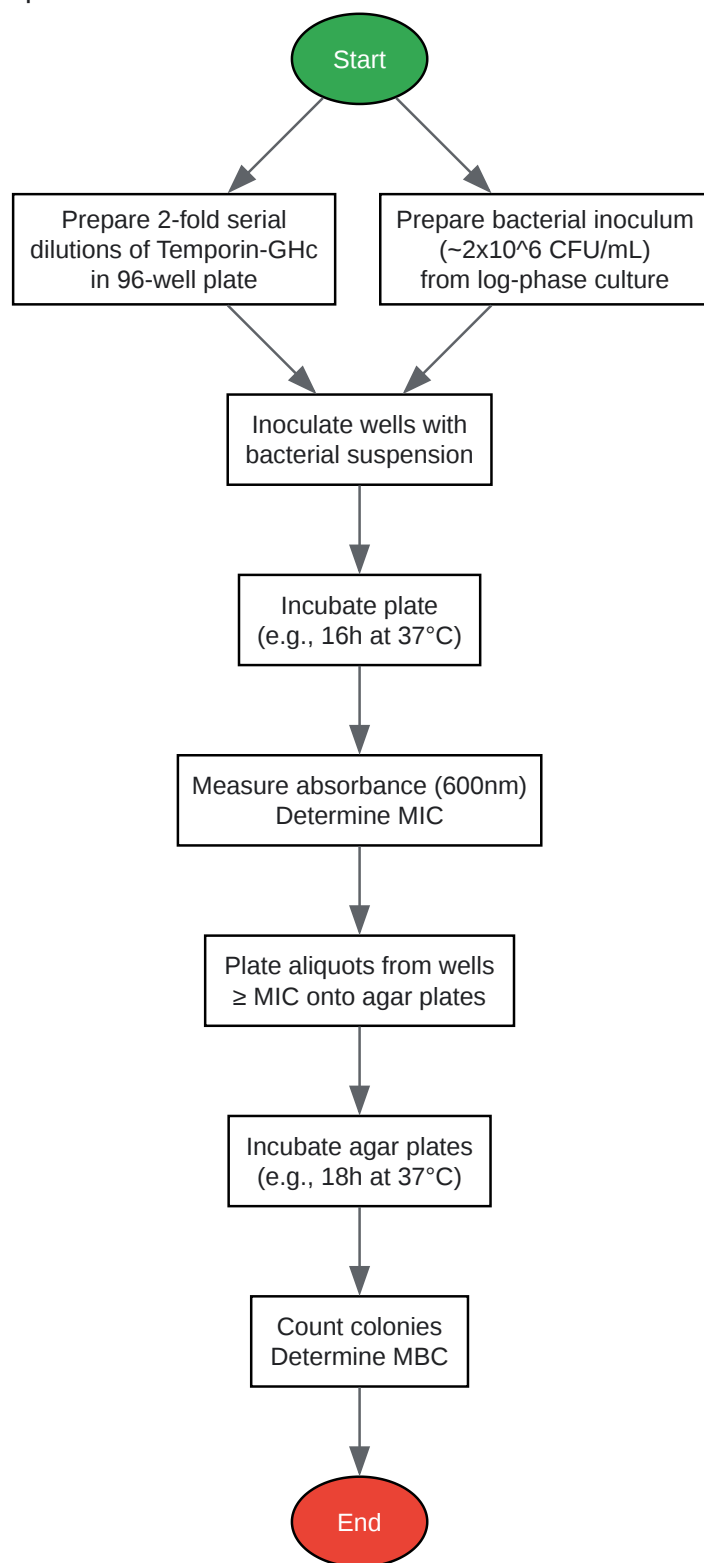 Start
Prepare 2-fold serial
dilutions of Temporin-GHc
in 96-well plate
Prepare bacterial inoculum
(~2x10^6 CFU/mL)
from log-phase culture
Inoculate wells with
bacterial suspension
Incubate plate
(e.g., 16h at 37°C)
Measure absorbance (600nm)
Determine MIC
Plate aliquots from wells
≥ MIC onto agar plates
Incubate agar plates
(e.g., 18h at 37°C)
Count colonies
Determine MBC
End